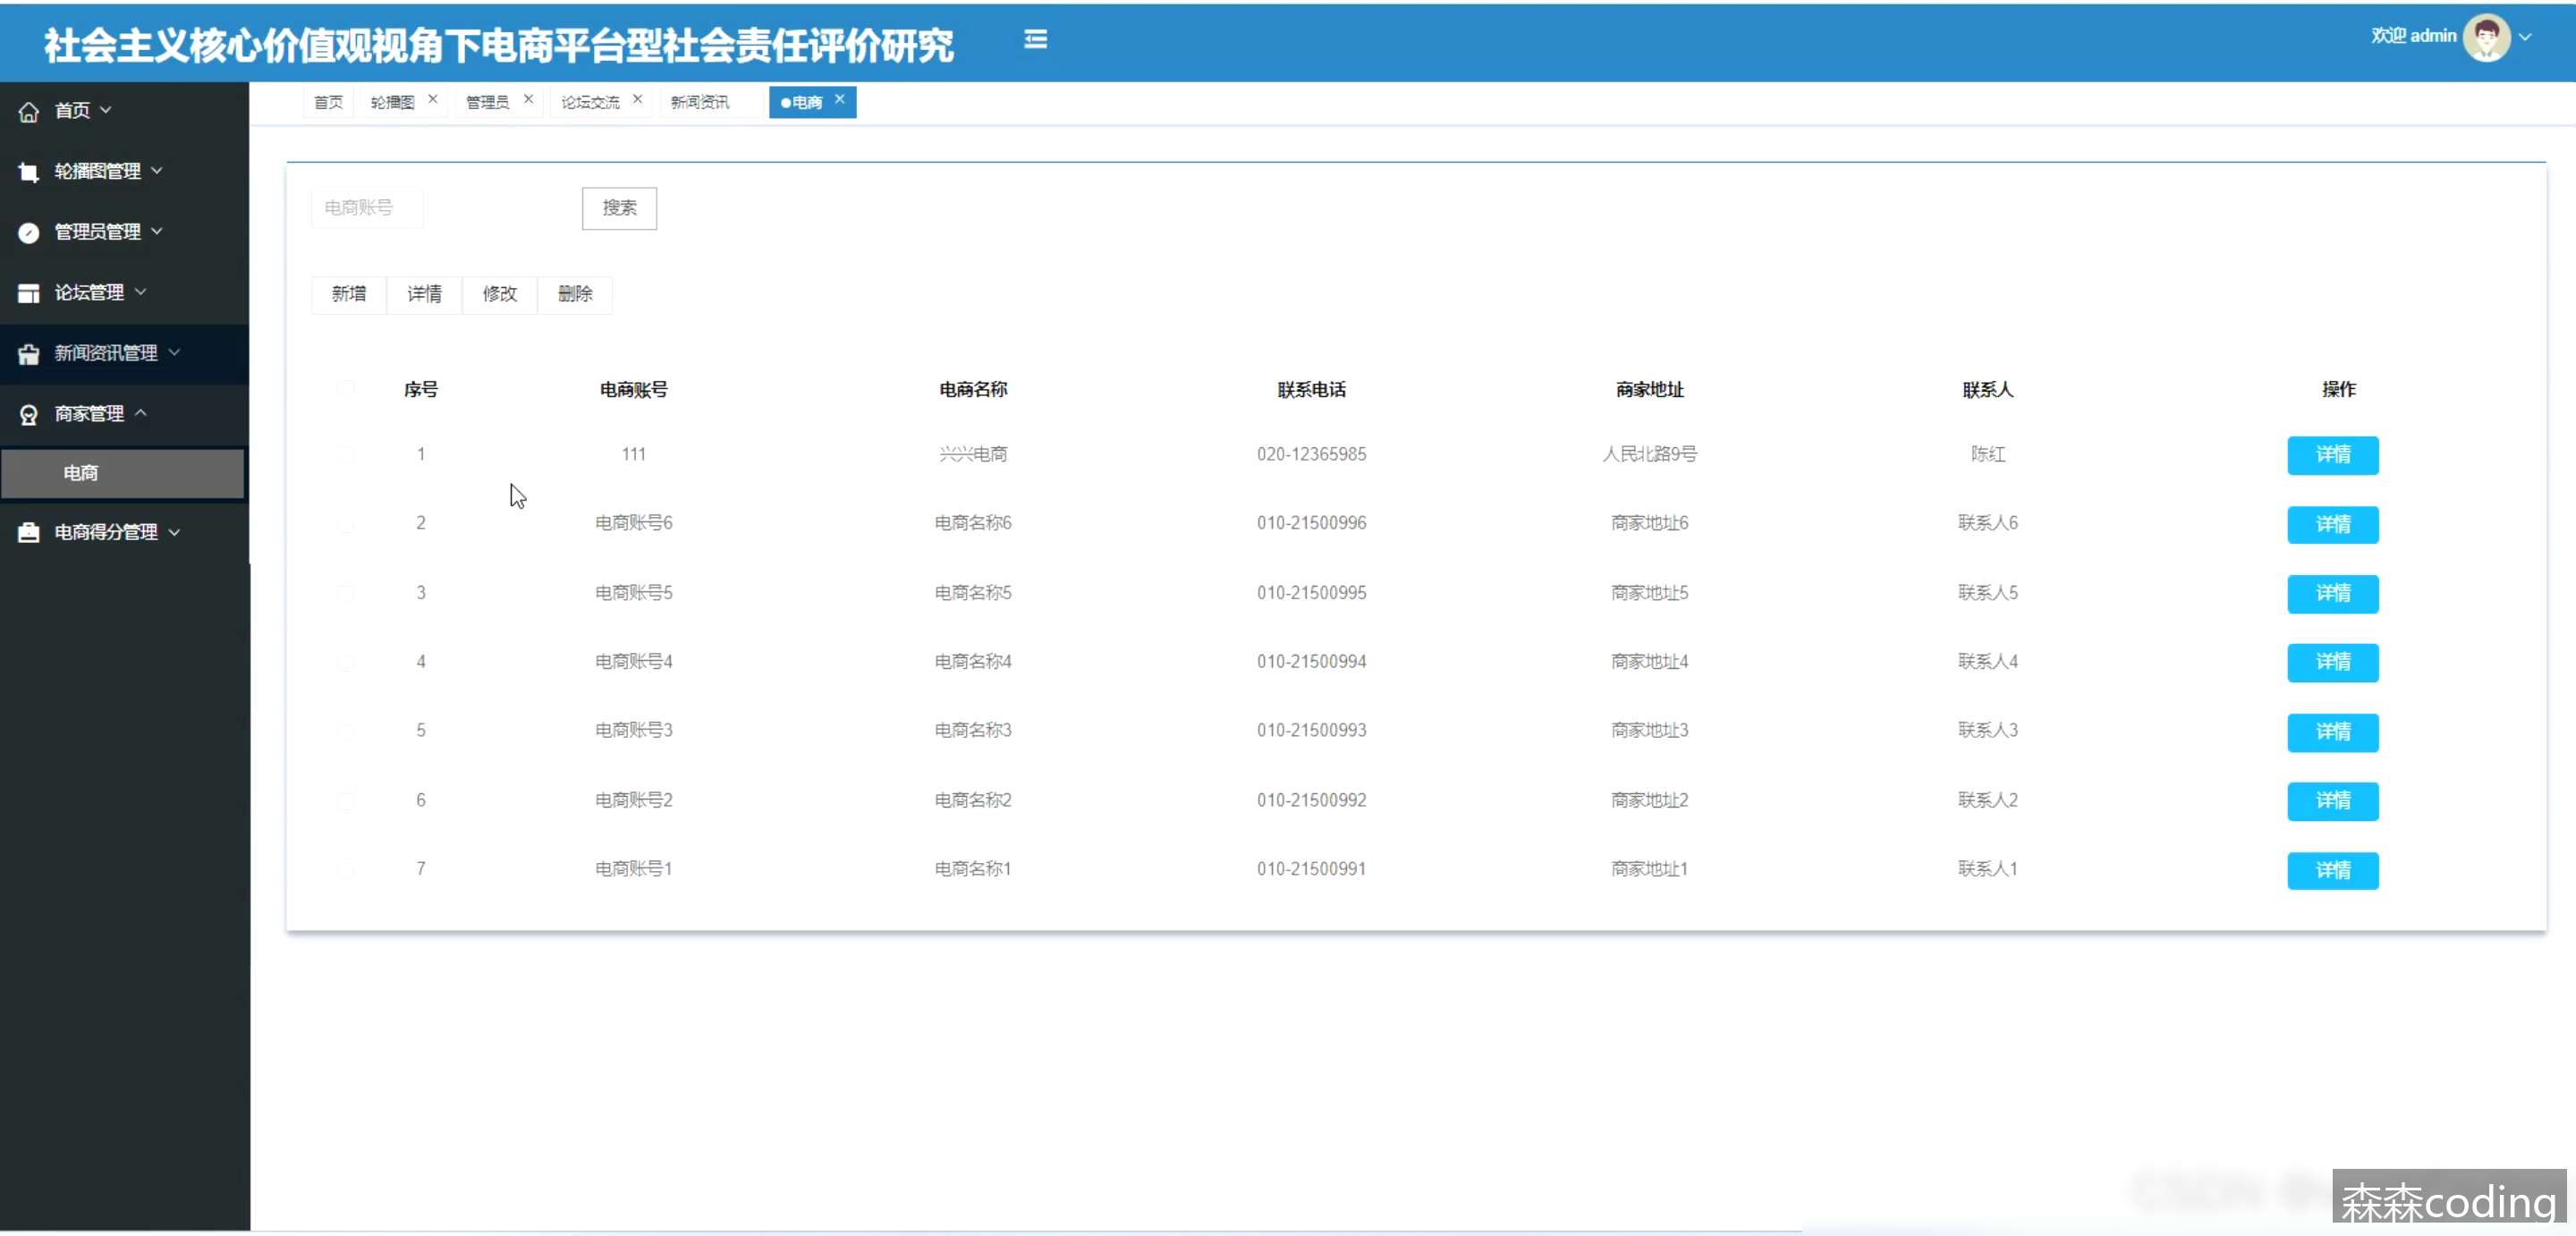 社会主义核心价值观视角下电商平台型社会责任评价研究
欢迎 admin
首页
轮播图管理
管理员管理
论坛管理
新闻资讯管理
商家管理
电商
电商得分管理
首页 轮播图 管理员 论坛交流 新闻资讯 电商
电商账号 搜索
新增 详情 修改 删除
序号 电商账号 电商名称 联系电话 商家地址 联系人 操作
1 111 兴兴电商 020-12365985 人民北路9号 陈红 详情
2 电商账号6 电商名称6 010-21500996 商家地址6 联系人6 详情
3 电商账号5 电商名称5 010-21500995 商家地址5 联系人5 详情
4 电商账号4 电商名称4 010-21500994 商家地址4 联系人4 详情
5 电商账号3 电商名称3 010-21500993 商家地址3 联系人3 详情
6 电商账号2 电商名称2 010-21500992 商家地址2 联系人2 详情
7 电商账号1 电商名称1 010-21500991 商家地址1 联系人1 详情
森森coding